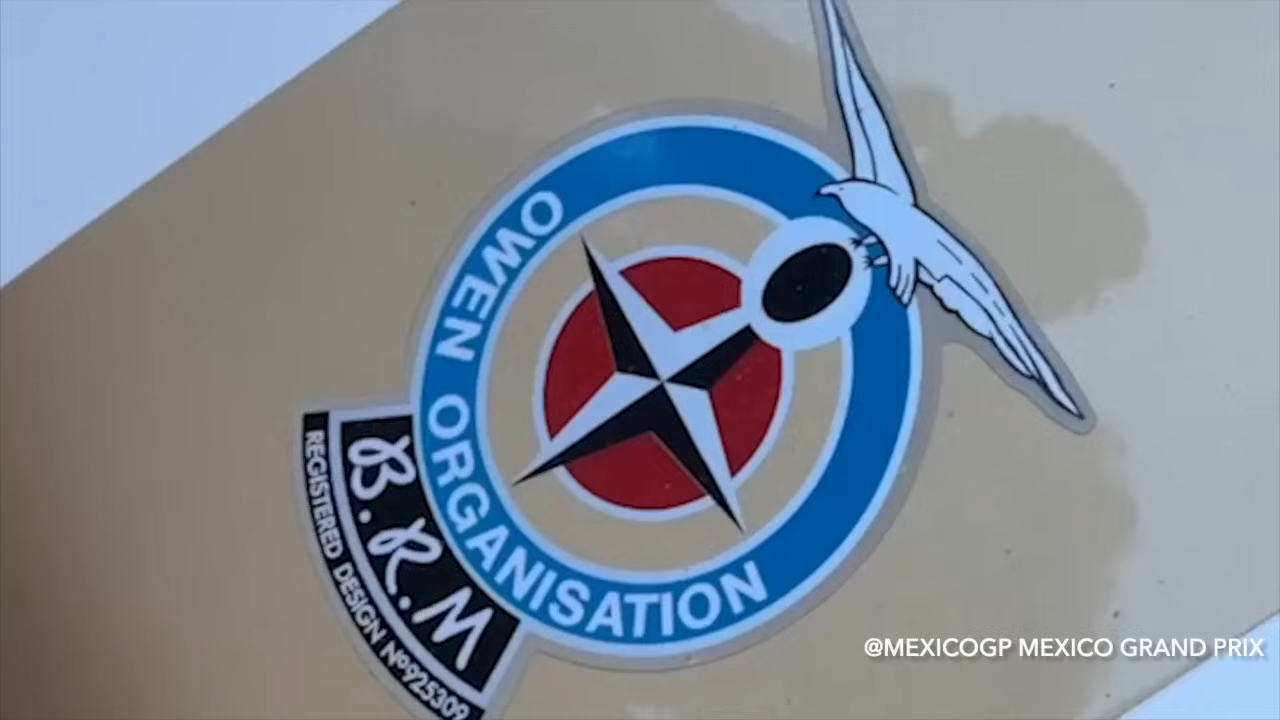 OWEN ORGANISATION
B.R.M
REGISTERED DESIGN Nº925309
@MEXICOGP MEXICO GRAND PRIX